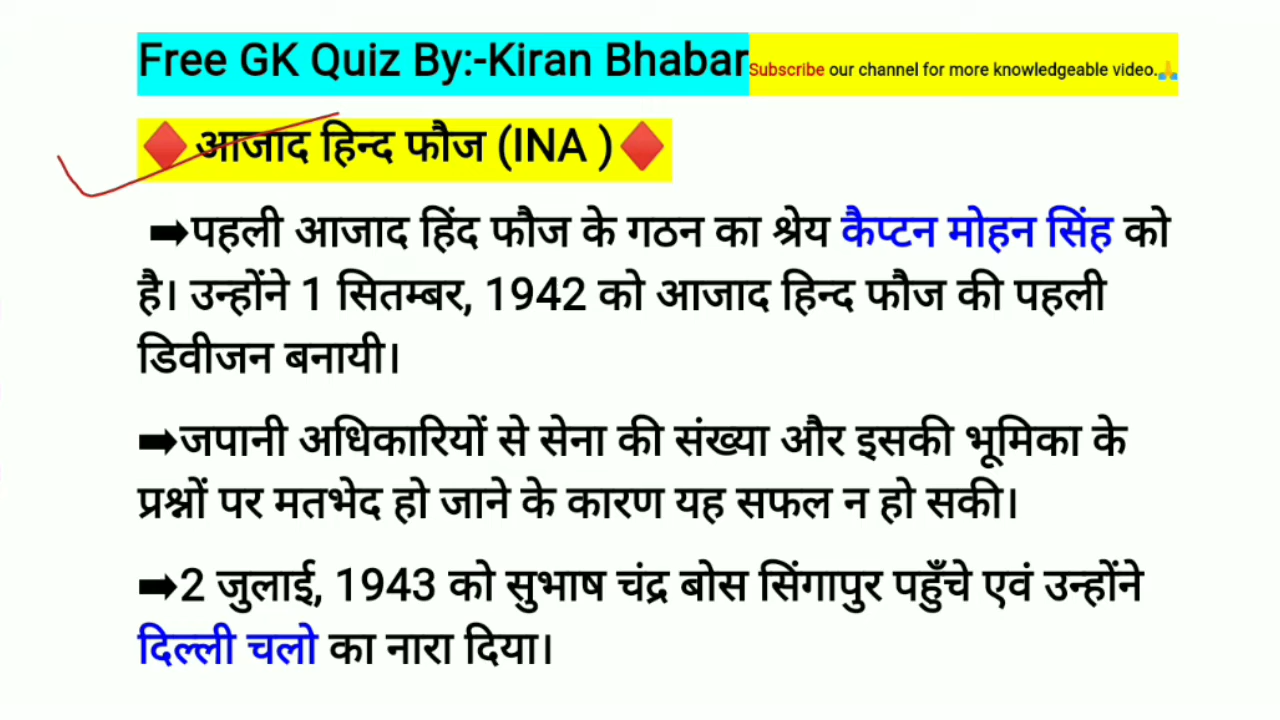 Free GK Quiz By:-Kiran Bhabar Subscribe our channel for more knowledgeable video.🙏
♦️आजाद हिन्द फौज (INA )♦️
➡पहली आजाद हिंद फौज के गठन का श्रेय कैप्टन मोहन सिंह को
है। उन्होंने 1 सितम्बर, 1942 को आजाद हिन्द फौज की पहली
डिवीजन बनायी।
➡जपानी अधिकारियों से सेना की संख्या और इसकी भूमिका के
प्रश्नों पर मतभेद हो जाने के कारण यह सफल न हो सकी।
➡2 जुलाई, 1943 को सुभाष चंद्र बोस सिंगापुर पहुँचे एवं उन्होंने
दिल्ली चलो का नारा दिया।